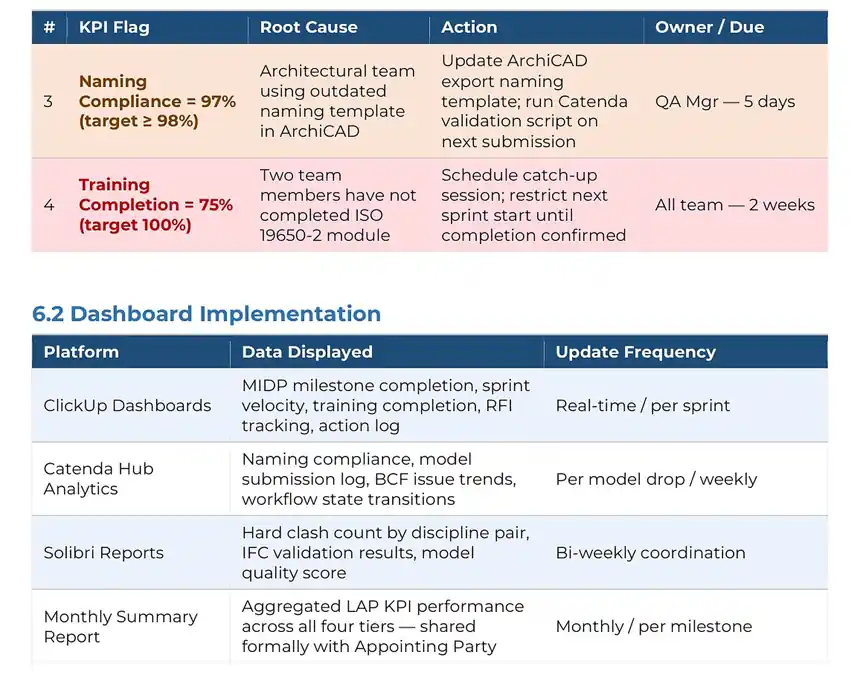 # KPI Flag Root Cause Action Owner / Due
3
Naming
Compliance = 97%
(target ≥ 98%)
Architectural team
using outdated
naming template
in ArchiCAD
Update ArchiCAD
export naming
template; run Catenda
validation script on
next submission
QA Mgr — 5 days
4
Training
Completion = 75%
(target 100%)
Two team
members have not
completed ISO
19650-2 module
Schedule catch-up
session; restrict next
sprint start until
completion confirmed
All team — 2 weeks
6.2 Dashboard Implementation
Platform Data Displayed Update Frequency
ClickUp Dashboards
MIDP milestone completion, sprint
velocity, training completion, RFI
tracking, action log
Real-time / per sprint
Catenda Hub
Analytics
Naming compliance, model
submission log, BCF issue trends,
workflow state transitions
Per model drop / weekly
Solibri Reports
Hard clash count by discipline pair,
IFC validation results, model
quality score
Bi-weekly coordination
Monthly Summary
Report
Aggregated LAP KPI performance
across all four tiers — shared
formally with Appointing Party
Monthly / per milestone